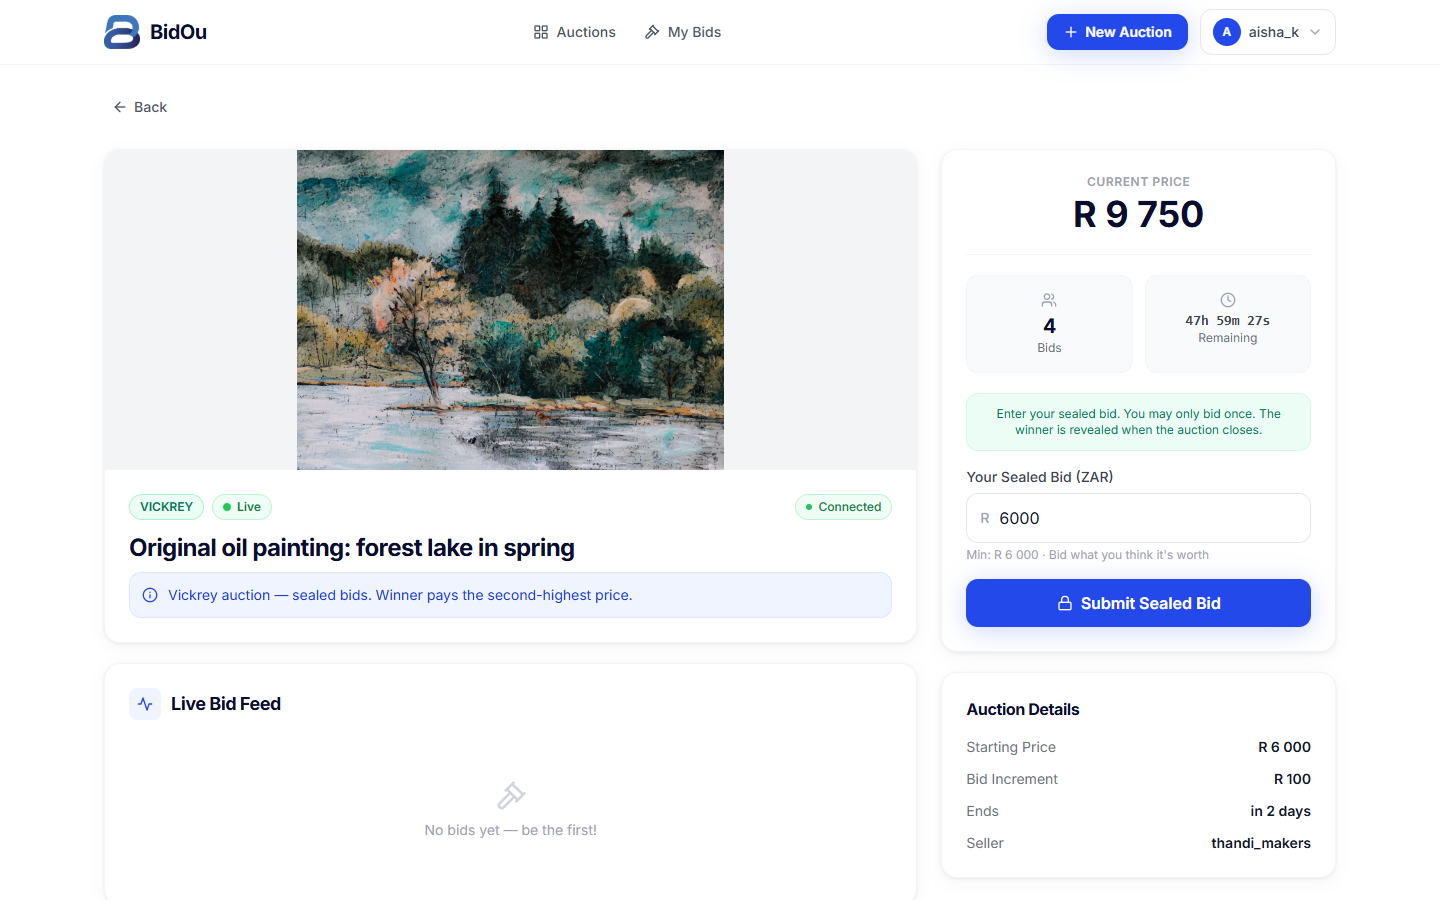 BidOu
Auctions
My Bids
New Auction
A
aisha_k
Back
VICKREY
Live
Connected
Original oil painting: forest lake in spring
Vickrey auction — sealed bids. Winner pays the second-highest price.
Live Bid Feed
No bids yet — be the first!
CURRENT PRICE
R 9 750
4
Bids
47h 59m 27s
Remaining
Enter your sealed bid. You may only bid once. The
winner is revealed when the auction closes.
Your Sealed Bid (ZAR)
R 6000
Min: R 6 000 · Bid what you think it's worth
Submit Sealed Bid
Auction Details
Starting Price R 6 000
Bid Increment R 100
Ends in 2 days
Seller thandi_makers